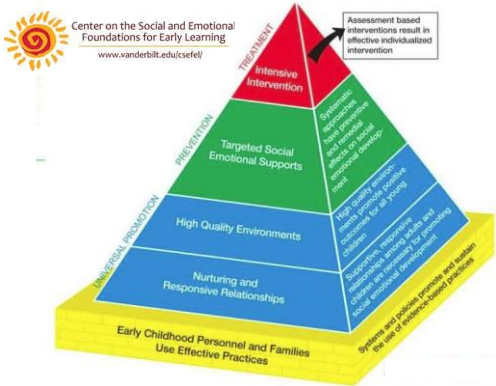 Center on the Social and Emotional
Foundations for Early Learning
www.vanderbilt.edu/csefel/
Assessment based
interventions result in
effective individualized
intervention
TREATMENT
Intensive
Intervention
PREVENTION
Targeted Social
Emotional Supports
Systematic
approaches
have preventive
and remedial
effects on social
emotional develop-
ment
UNIVERSAL PROMOTION
High Quality Environments
High quality environ-
ments promote positive
outcomes for all young
children
Nurturing and
Responsive Relationships
Supportive, responsive
relationships among adults and
children are necessary for promoting
social emotional development
Early Childhood Personnel and Families
Use Effective Practices
Systems and policies promote and sustain
the use of evidence-based practices